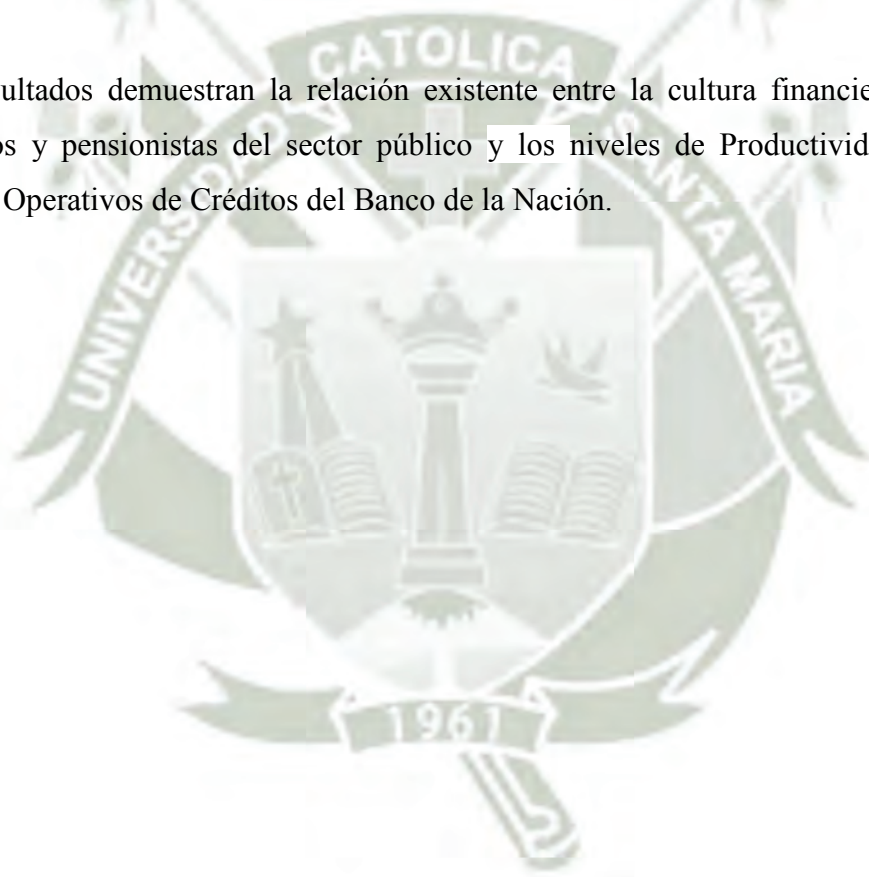 CATOLICA
ultados demuestran la relación existente entre la cultura financie
os y pensionistas del sector público y los niveles de Productivid
Operativos de Créditos del Banco de la Nación.
UNIVERSIDAD
SANTA MARIA
1961